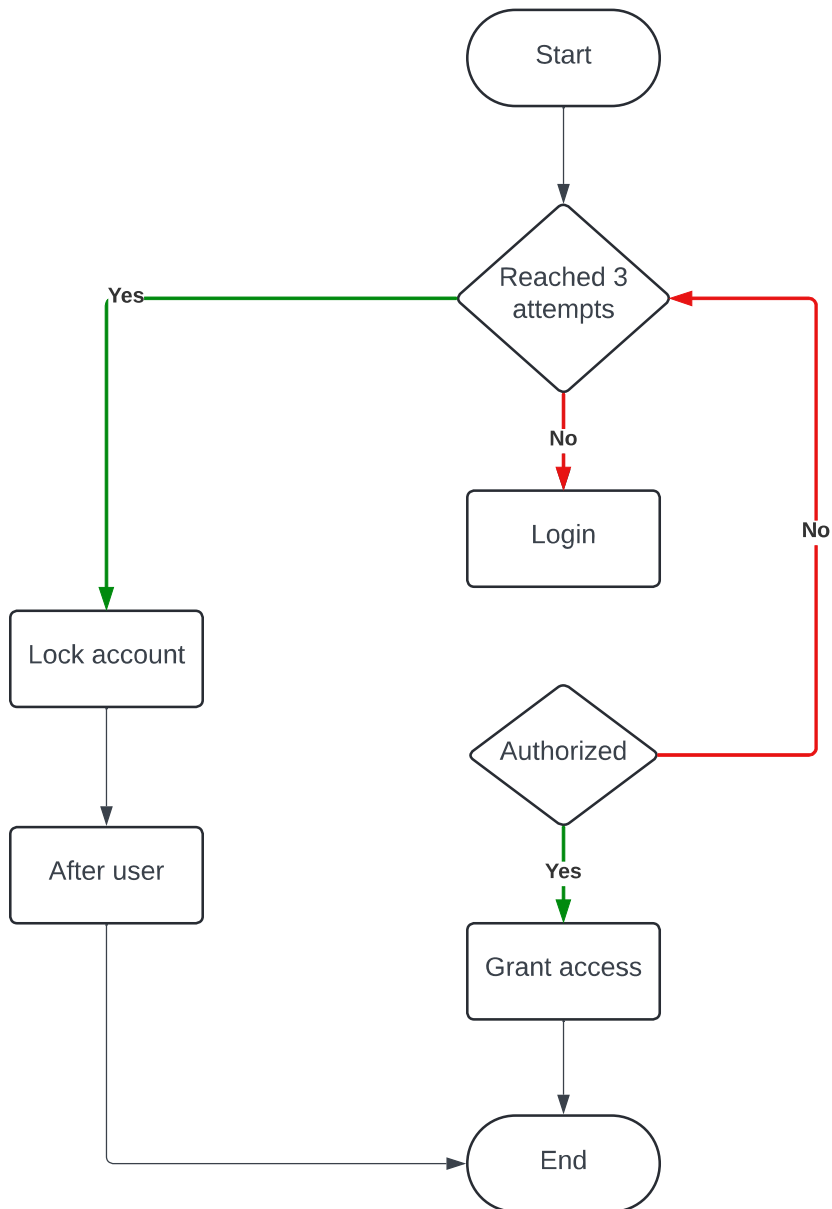 Start
Reached 3
attempts
Yes
No
Login
No
Lock account
Authorized
After user
Yes
Grant access
End